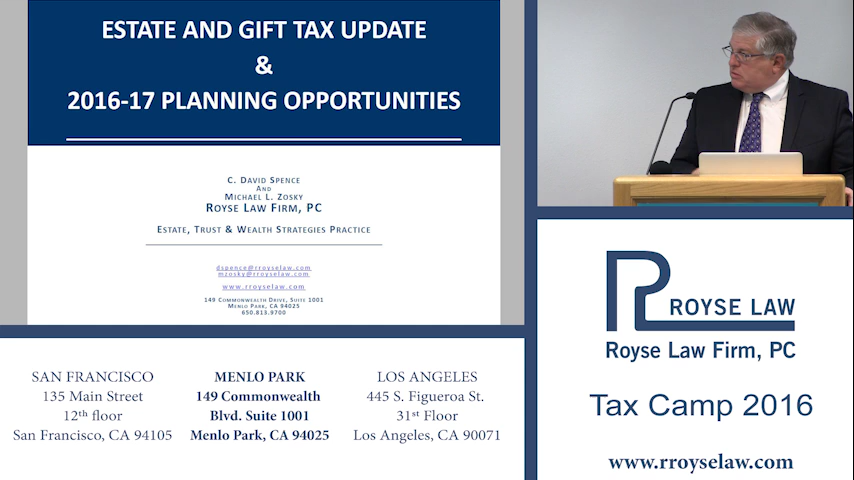 ESTATE AND GIFT TAX UPDATE
&
2016-17 PLANNING OPPORTUNITIES
C. David Spence
And
Michael L. Zosky
Royse Law Firm, PC
Estate, Trust & Wealth Strategies Practice
dspence@rroyselaw.com
mzosky@rroyselaw.com
www.rroyselaw.com
149 Commonwealth Drive, Suite 1001
Menlo Park, CA 94025
650.813.9700
ROYSE LAW
Royse Law Firm, PC
Tax Camp 2016
www.rroyselaw.com
SAN FRANCISCO
135 Main Street
12th floor
San Francisco, CA 94105
MENLO PARK
149 Commonwealth
Blvd. Suite 1001
Menlo Park, CA 94025
LOS ANGELES
445 S. Figueroa St.
31st Floor
Los Angeles, CA 90071